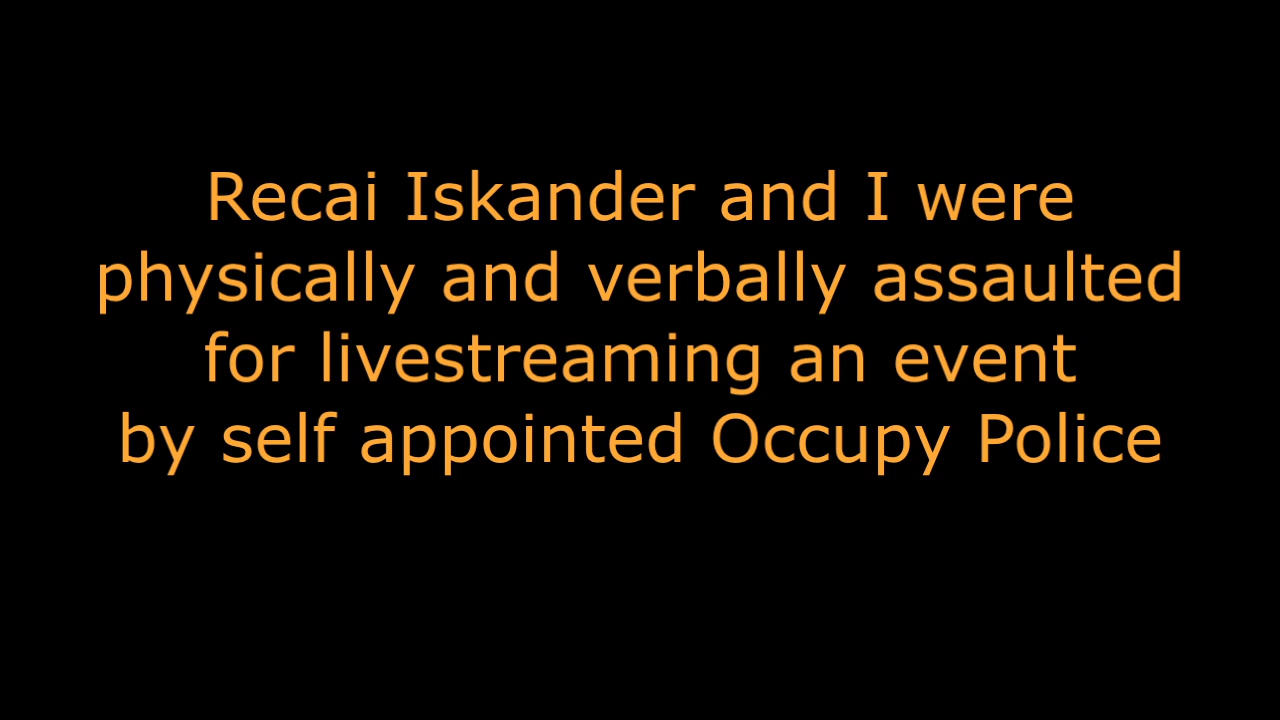 Recai Iskander and I were
physically and verbally assaulted
for livestreaming an event
by self appointed Occupy Police